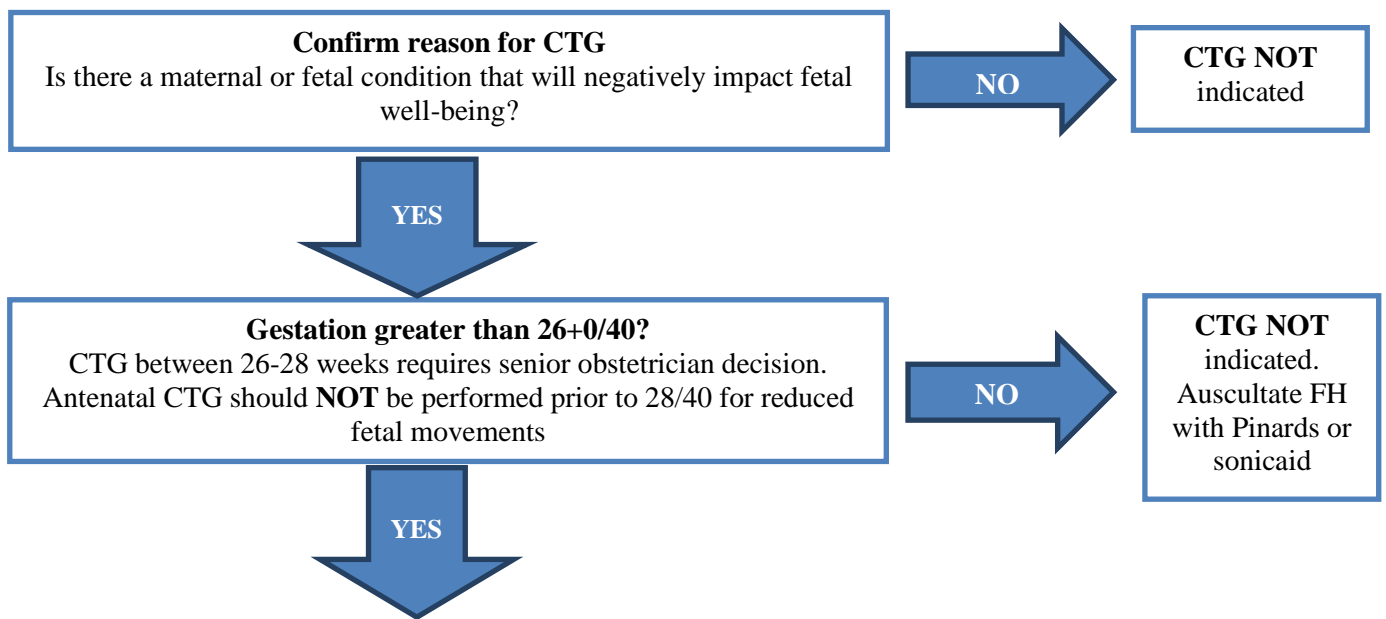 Confirm reason for CTG
Is there a maternal or fetal condition that will negatively impact fetal
well-being?
NO
CTG NOT
indicated
YES
Gestation greater than 26+0/40?
CTG between 26-28 weeks requires senior obstetrician decision.
Antenatal CTG should NOT be performed prior to 28/40 for reduced
fetal movements
NO
CTG NOT
indicated.
Auscultate FH
with Pinards or
sonicaid
YES